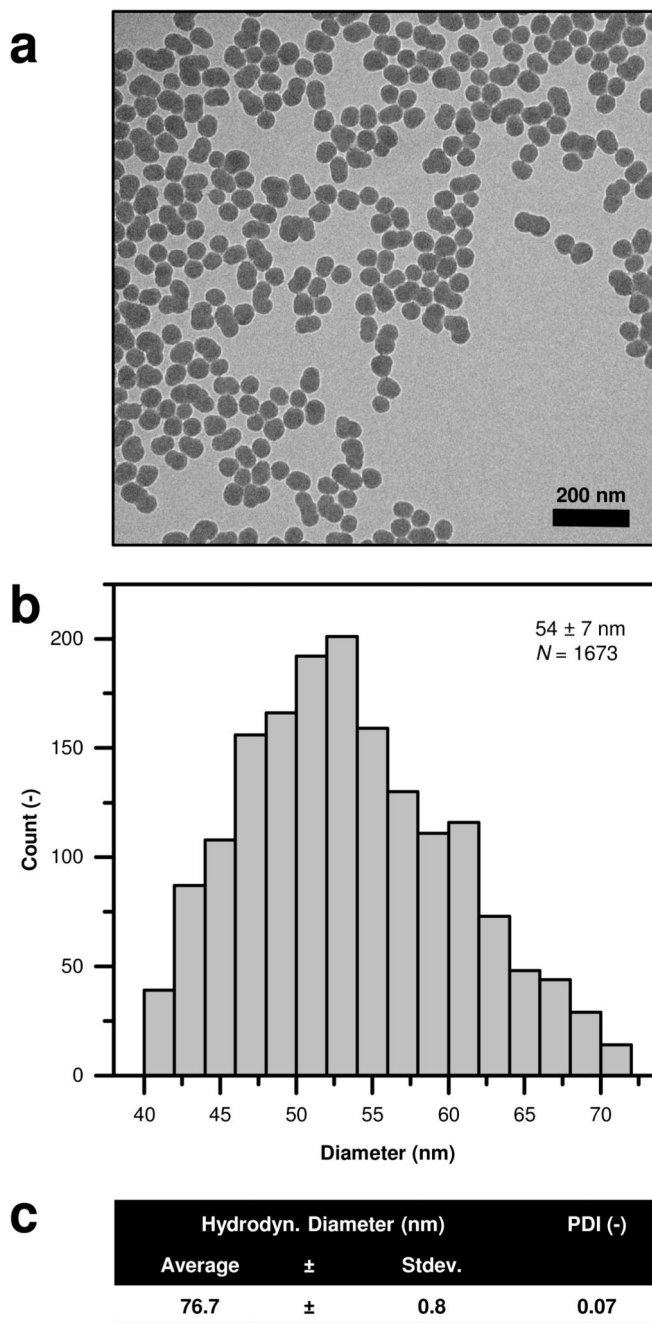 a
200 nm
b
54 ± 7 nm
N = 1673
200
150
100
50
0
Count (-)
40 45 50 55 60 65 70
Diameter (nm)
c
Hydrodyn. Diameter (nm) PDI (-)
Average ± Stdev.
76.7 ± 0.8 0.07